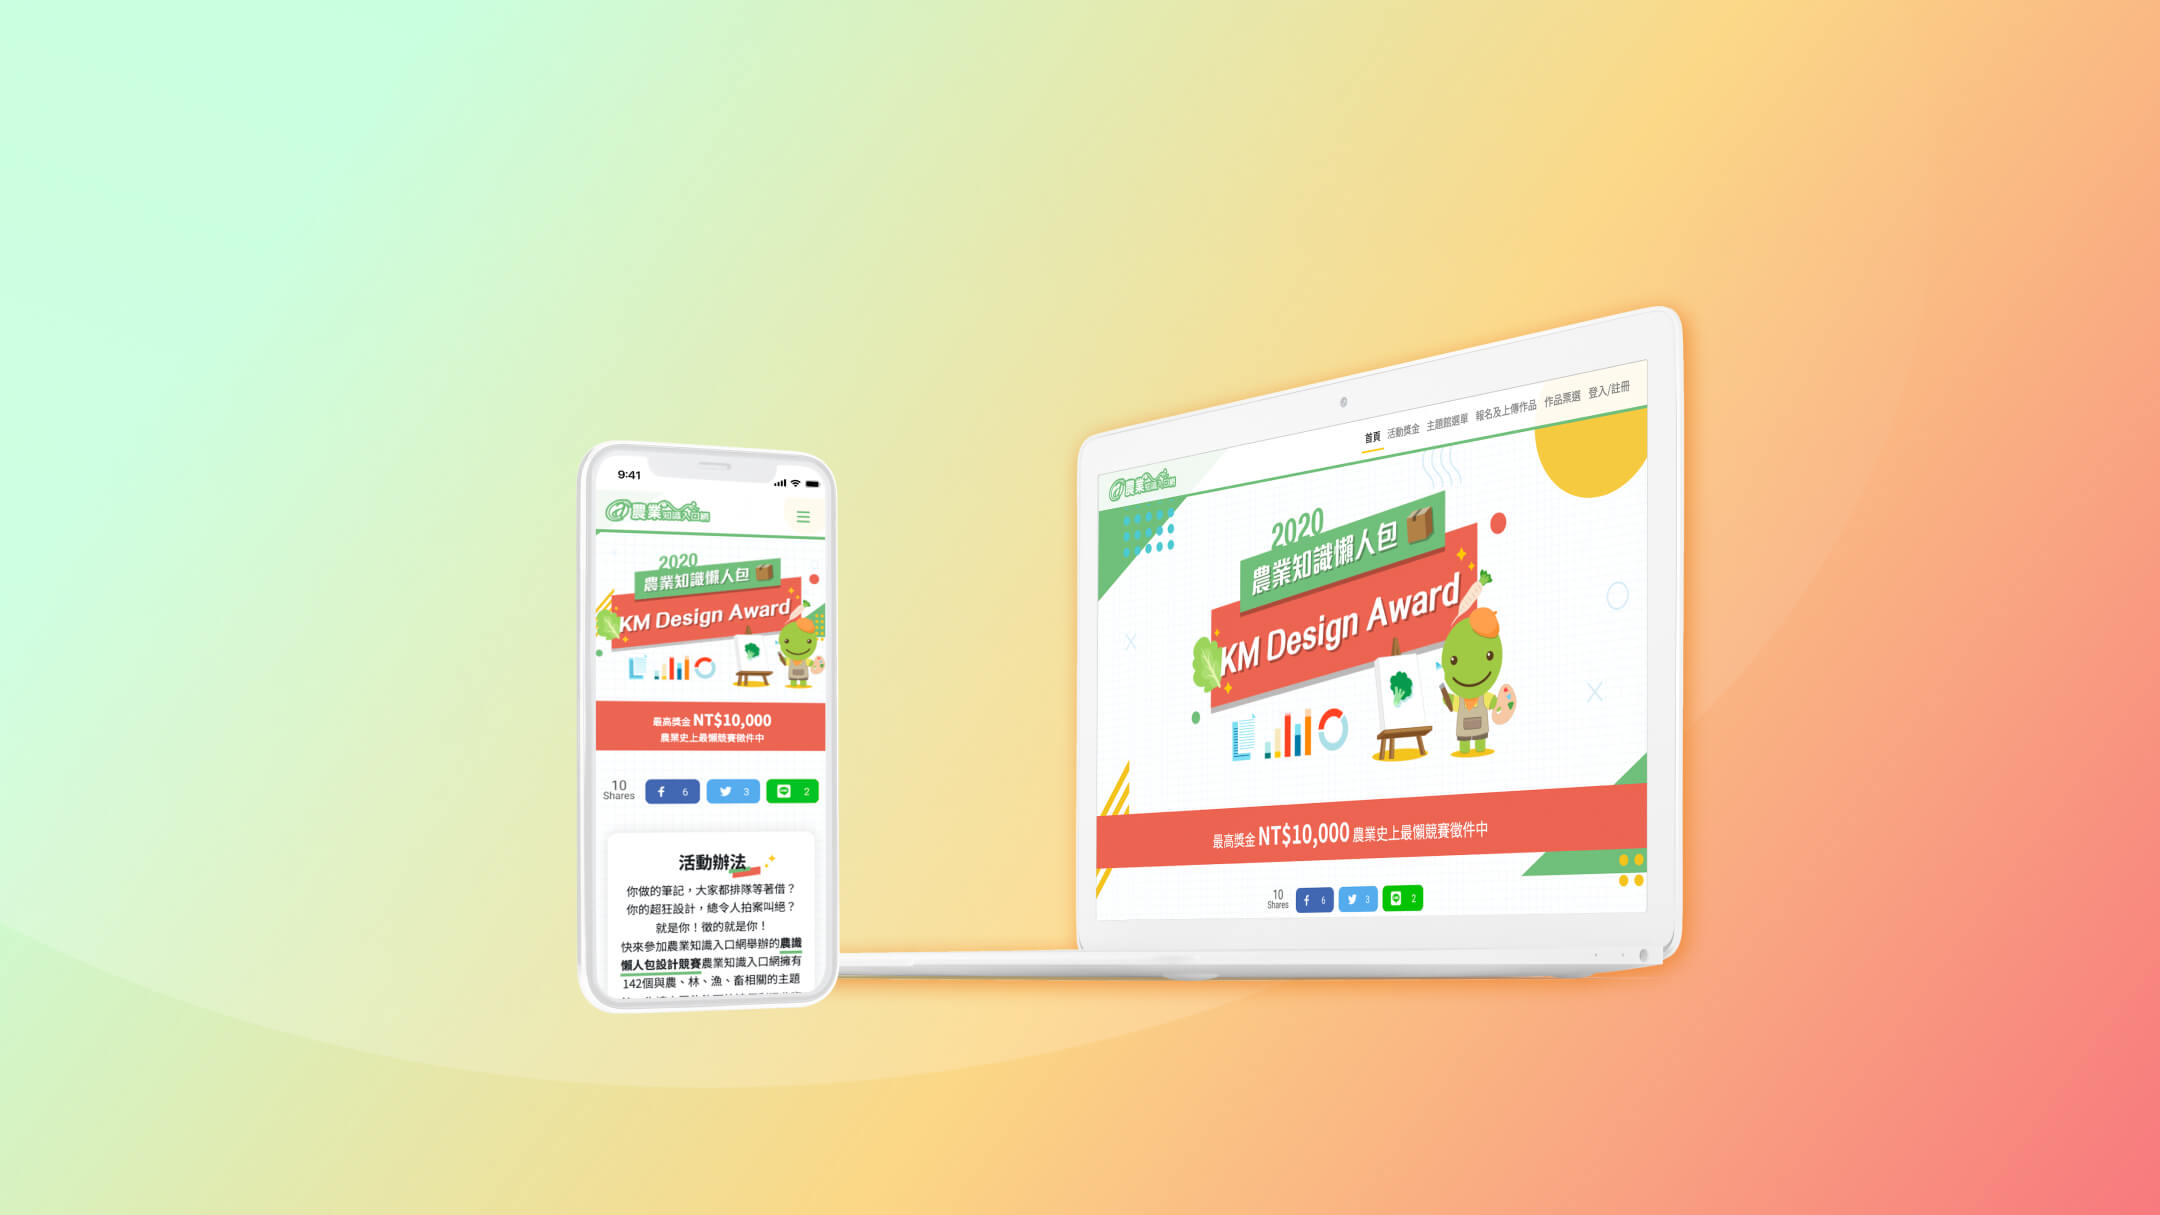 9:41
@農業知識入口網
2020
農業知識懶人包
KM Design Award
最高獎金 NT$10,000
農業史上最懶競賽徵件中
10
Shares
6
3
2
活動辦法
你做的筆記，大家都排隊等著借？
你的超狂設計，總令人拍案叫絕？
就是你！徵的就是你！
快來參加農業知識入口網舉辦的農識
懶人包設計競賽農業知識入口網擁有
142個與農、林、漁、畜相關的主題
@農業知識入口網
首頁 活動獎金 主題館選單 報名及上傳作品 作品票選 登入/註冊
2020
農業知識懶人包
KM Design Award
最高獎金 NT$10,000 農業史上最懶競賽徵件中
10
Shares
6
3
2